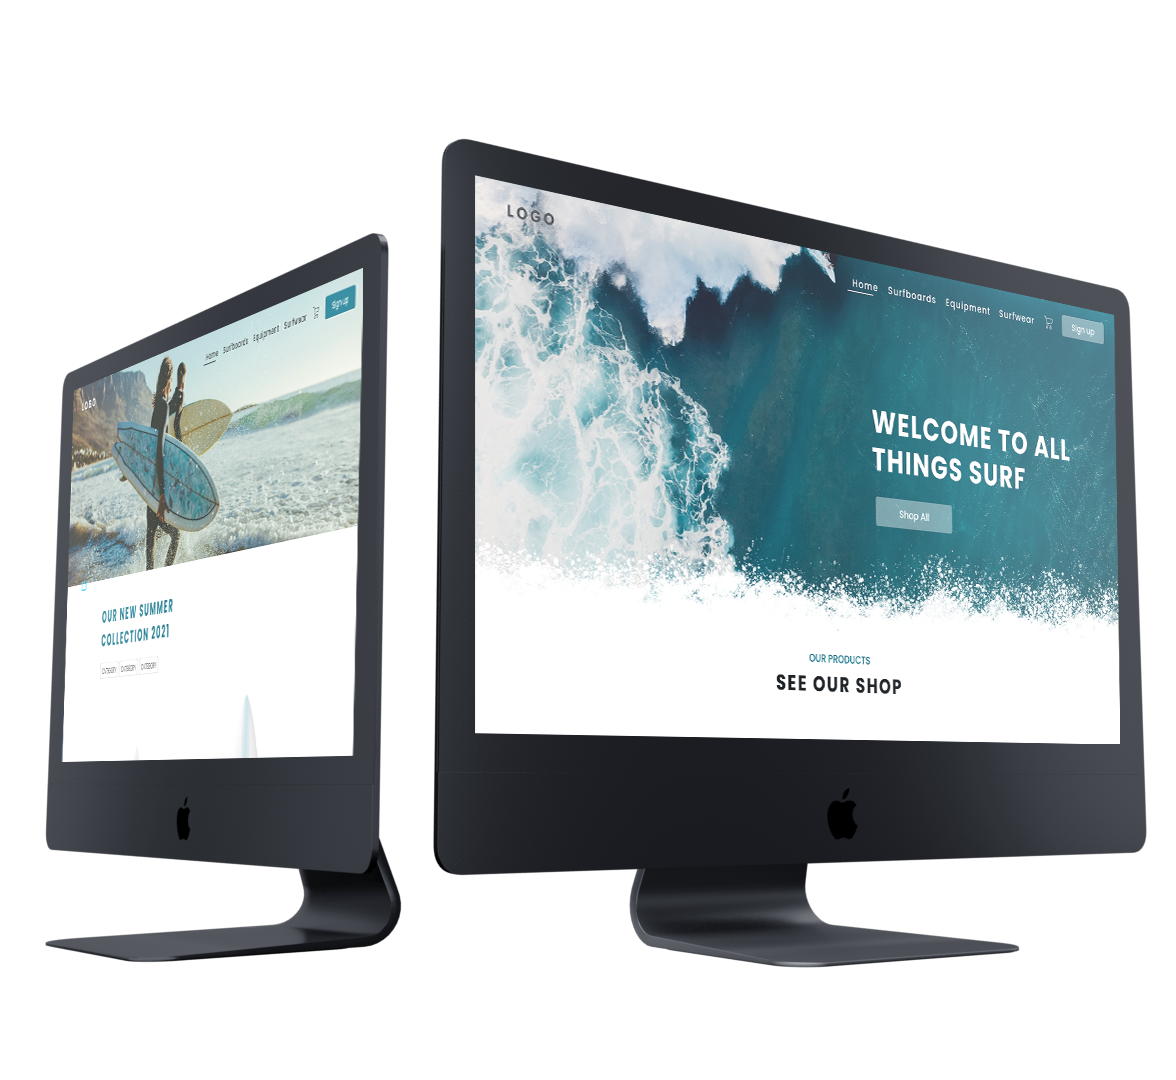 LOGO
Home Surfboards Equipment Surfwear Sign up
OUR NEW SUMMER
COLLECTION 2021
CATEGORY CATEGORY CATEGORY
LOGO
Home Surfboards Equipment Surfwear Sign up
WELCOME TO ALL
THINGS SURF
Shop All
OUR PRODUCTS
SEE OUR SHOP